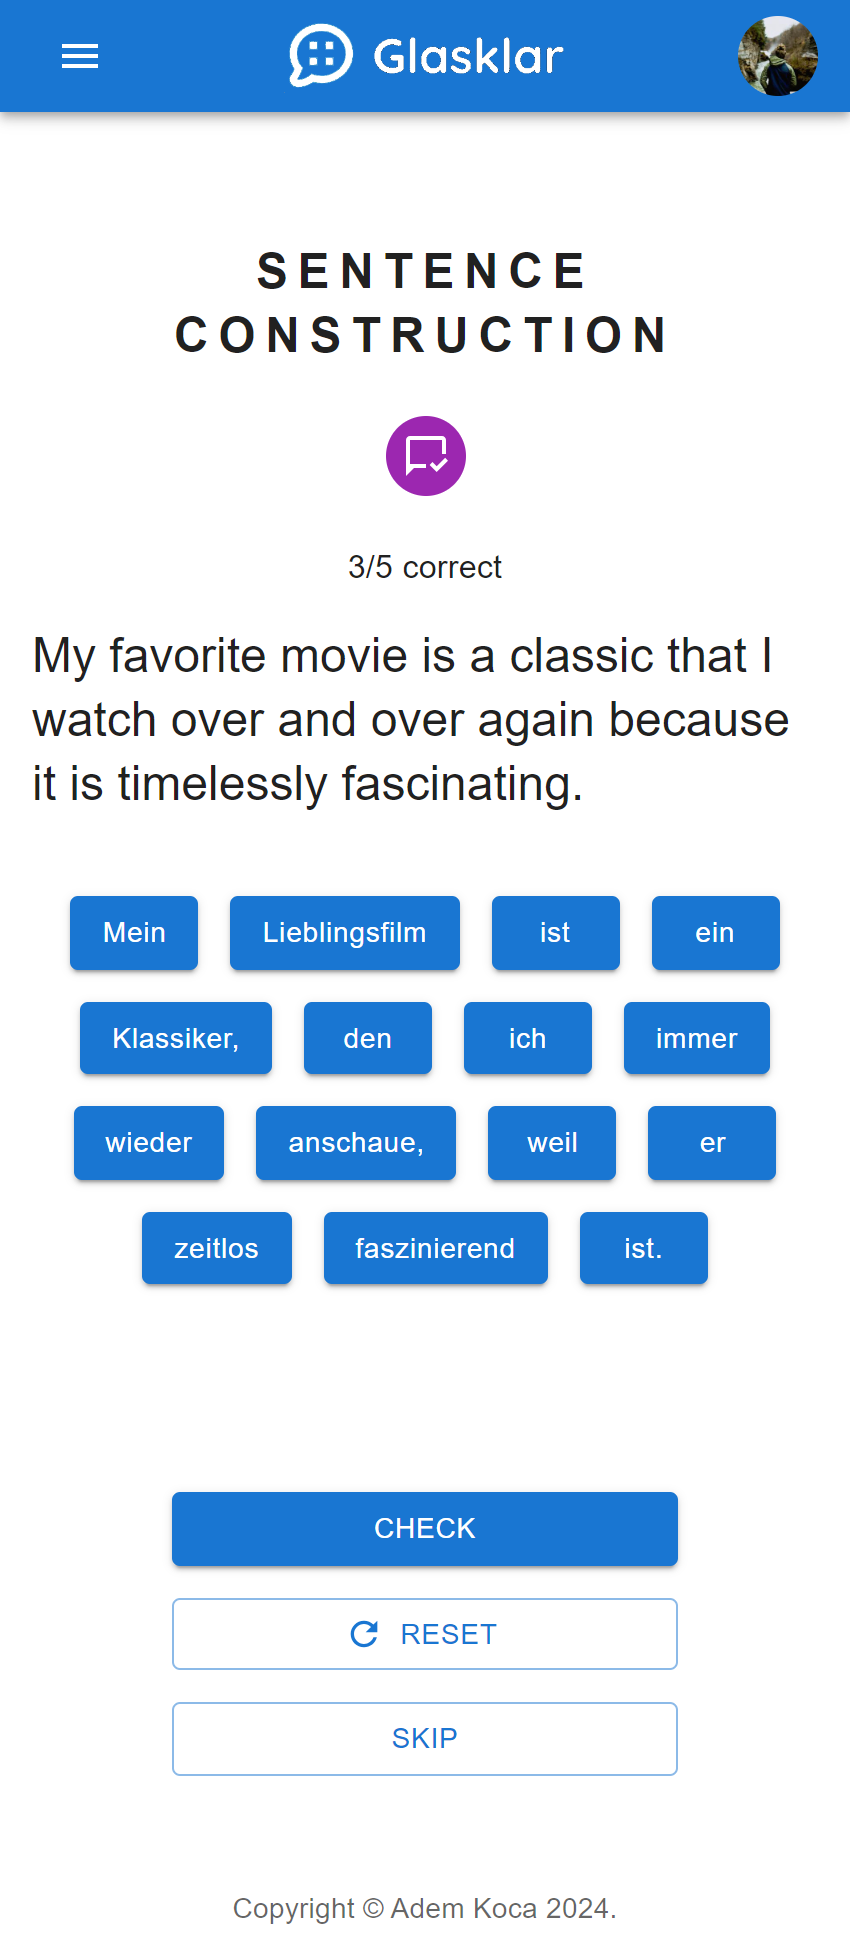 Glasklar
SENTENCE
CONSTRUCTION
3/5 correct
My favorite movie is a classic that I
watch over and over again because
it is timelessly fascinating.
Mein Lieblingsfilm ist ein
Klassiker, den ich immer
wieder anschaue, weil er
zeitlos faszinierend ist.
CHECK
RESET
SKIP
Copyright © Adem Koca 2024.